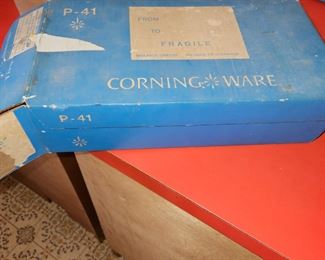 P-41
FROM
TO
FRAGILE
CORNING WARE
P-41